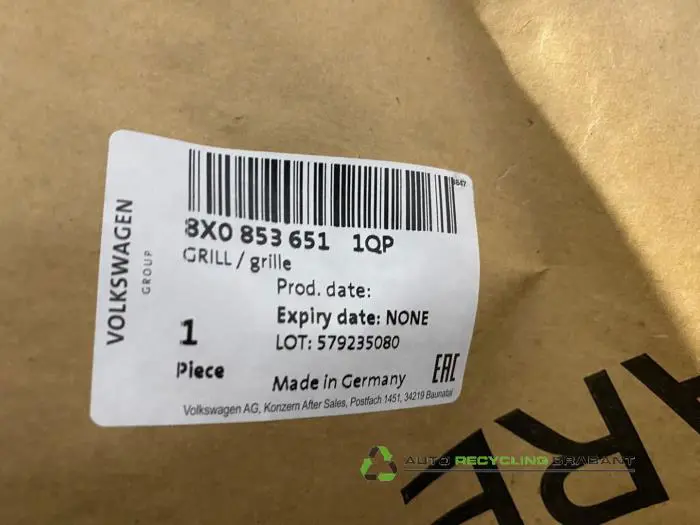 8647
8X0 853 651 1QP
GRILL / grille
Prod. date:
Expiry date: NONE
LOT: 579235080
1
Piece
Made in Germany
EAC
Volkswagen AG, Konzern After Sales, Postfach 1451, 34219 Baunatal
VOLKSWAGEN
GROUP
AUTO RECYCLING BRABANT